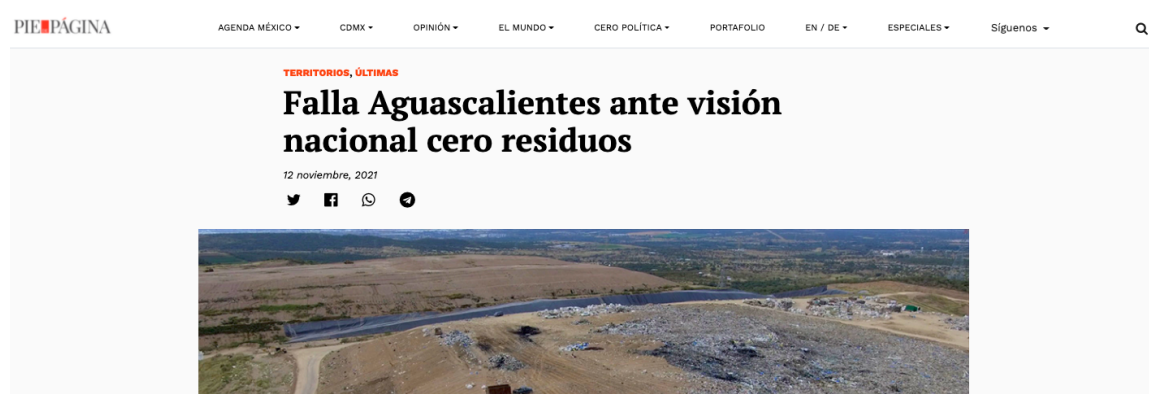 PIE PÁGINA
AGENDA MÉXICO CDMX OPINIÓN EL MUNDO CERO POLÍTICA PORTAFOLIO EN / DE ESPECIALES Síguenos
TERRITORIOS, ÚLTIMAS
Falla Aguascalientes ante visión
nacional cero residuos
12 noviembre, 2021